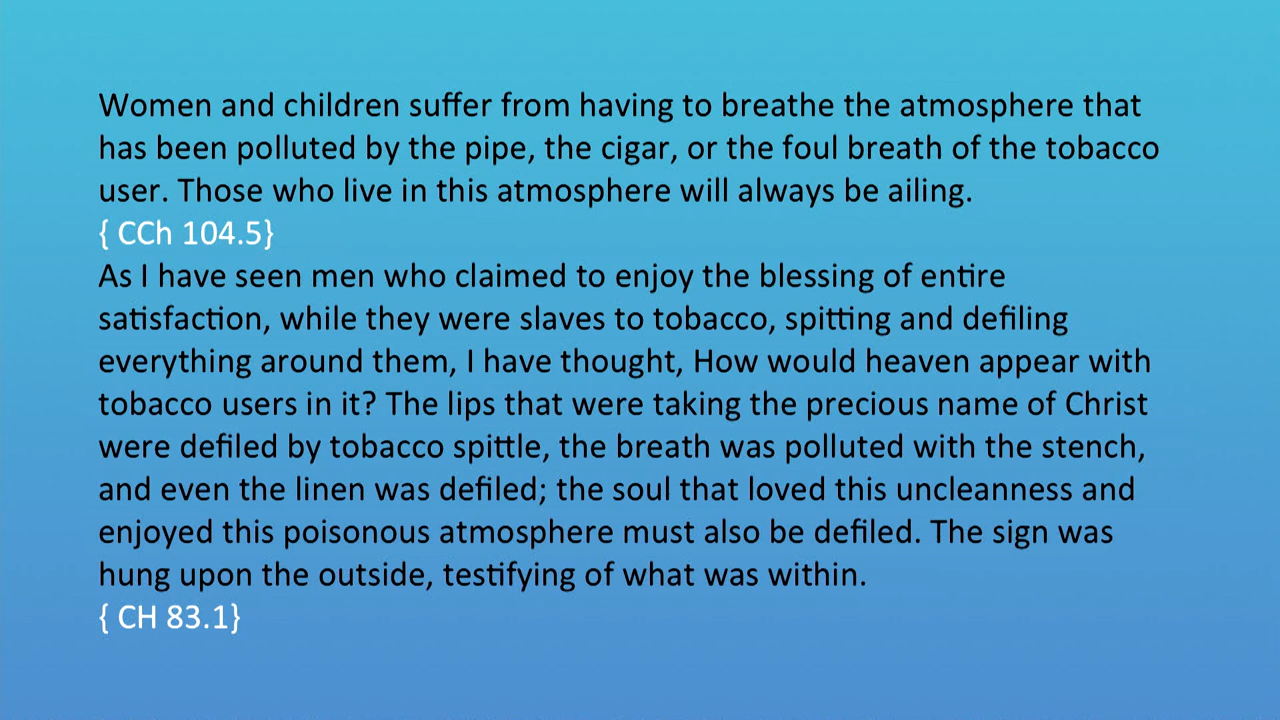 Women and children suffer from having to breathe the atmosphere that
has been polluted by the pipe, the cigar, or the foul breath of the tobacco
user. Those who live in this atmosphere will always be ailing.
{ CCh 104.5}
As I have seen men who claimed to enjoy the blessing of entire
satisfaction, while they were slaves to tobacco, spitting and defiling
everything around them, I have thought, How would heaven appear with
tobacco users in it? The lips that were taking the precious name of Christ
were defiled by tobacco spittle, the breath was polluted with the stench,
and even the linen was defiled; the soul that loved this uncleanness and
enjoyed this poisonous atmosphere must also be defiled. The sign was
hung upon the outside, testifying of what was within.
{ CH 83.1}